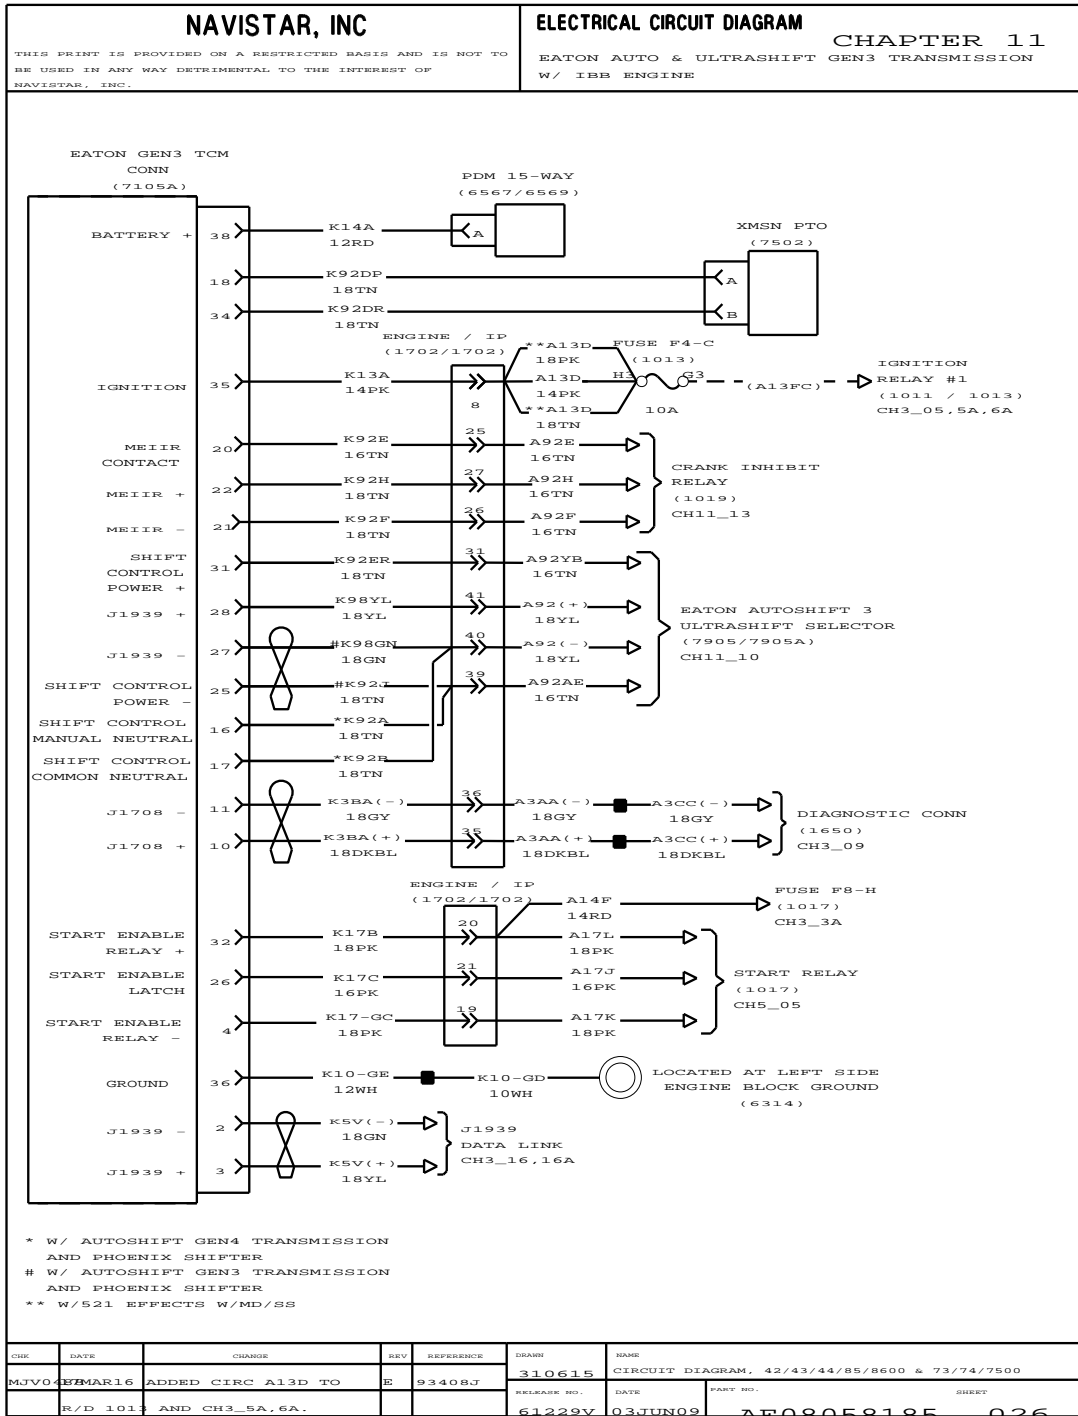 NAVISTAR, INC
THIS PRINT IS PROVIDED ON A RESTRICTED BASIS AND IS NOT TO
BE USED IN ANY WAY DETRIMENTAL TO THE INTEREST OF
NAVISTAR, INC.
ELECTRICAL CIRCUIT DIAGRAM
CHAPTER 11
EATON AUTO & ULTRASHIFT GEN3 TRANSMISSION
W/ IBB ENGINE
EATON GEN3 TCM
CONN
(7105A)
PDM 15-WAY
(6567/6569)
XMSN PTO
(7502)
BATTERY + 38 K14A A
12RD
18 K92DP A
18TN
34 K92DR B
18TN
ENGINE / IP
(1702/1702)
**A13D
18PK
FUSE F4-C
(1013)
IGNITION 35 K13A
14PK
8
A13D
14PK
H3 G3
10A
**A13D
18TN
(A13FC)
IGNITION
RELAY #1
(1011 / 1013)
CH3_05,5A,6A
MEIIR
CONTACT
20 K92E 25 A92E
16TN 16TN
MEIIR + 22 K92H 27 A92H
18TN 16TN
MEIIR - 21 K92F 26 A92F
18TN 16TN
CRANK INHIBIT
RELAY
(1019)
CH11_13
SHIFT
CONTROL
POWER +
31 K92ER 31 A92YB
18TN 16TN
J1939 + 28 K98YL 41 A92(+)
18YL 18YL
J1939 - 27 #K98GN 40 A92(-)
18GN 18YL
SHIFT CONTROL
POWER -
25 #K92J 39 A92AE
18TN 16TN
EATON AUTOSHIFT 3
ULTRASHIFT SELECTOR
(7905/7905A)
CH11_10
SHIFT CONTROL
MANUAL NEUTRAL
16 *K92A
18TN
SHIFT CONTROL
COMMON NEUTRAL
17 *K92B
18TN
J1708 - 11 K3BA(-) 36 A3AA(-) A3CC(-)
18GY 18GY 18GY
J1708 + 10 K3BA(+) 35 A3AA(+) A3CC(+)
18DKBL 18DKBL 18DKBL
DIAGNOSTIC CONN
(1650)
CH3_09
ENGINE / IP
(1702/1702)
A14F
14RD
FUSE F8-H
(1017)
CH3_3A
START ENABLE
RELAY +
32 K17B 20 A17L
18PK 18PK
START ENABLE
LATCH
26 K17C 21 A17J
16PK 16PK
START ENABLE
RELAY -
4 K17-GC 19 A17K
18PK 18PK
START RELAY
(1017)
CH5_05
GROUND 36 K10-GE K10-GD
12WH 10WH
LOCATED AT LEFT SIDE
ENGINE BLOCK GROUND
(6314)
J1939 - 2 K5V(-)
18GN
J1939 + 3 K5V(+)
18YL
J1939
DATA LINK
CH3_16,16A
* W/ AUTOSHIFT GEN4 TRANSMISSION
AND PHOENIX SHIFTER
# W/ AUTOSHIFT GEN3 TRANSMISSION
AND PHOENIX SHIFTER
** W/521 EFFECTS W/MD/SS
CHK DATE CHANGE REV REFERENCE
ADDED CIRC A13D TO E 93408J
R/D 1013 AND CH3_5A,6A.
DRAWN
310615
NAME
CIRCUIT DIAGRAM, 42/43/44/85/8600 & 73/74/7500
RELEASE NO.
61229V
DATE
03JUN09
PART NO.
AE08058185
SHEET
026